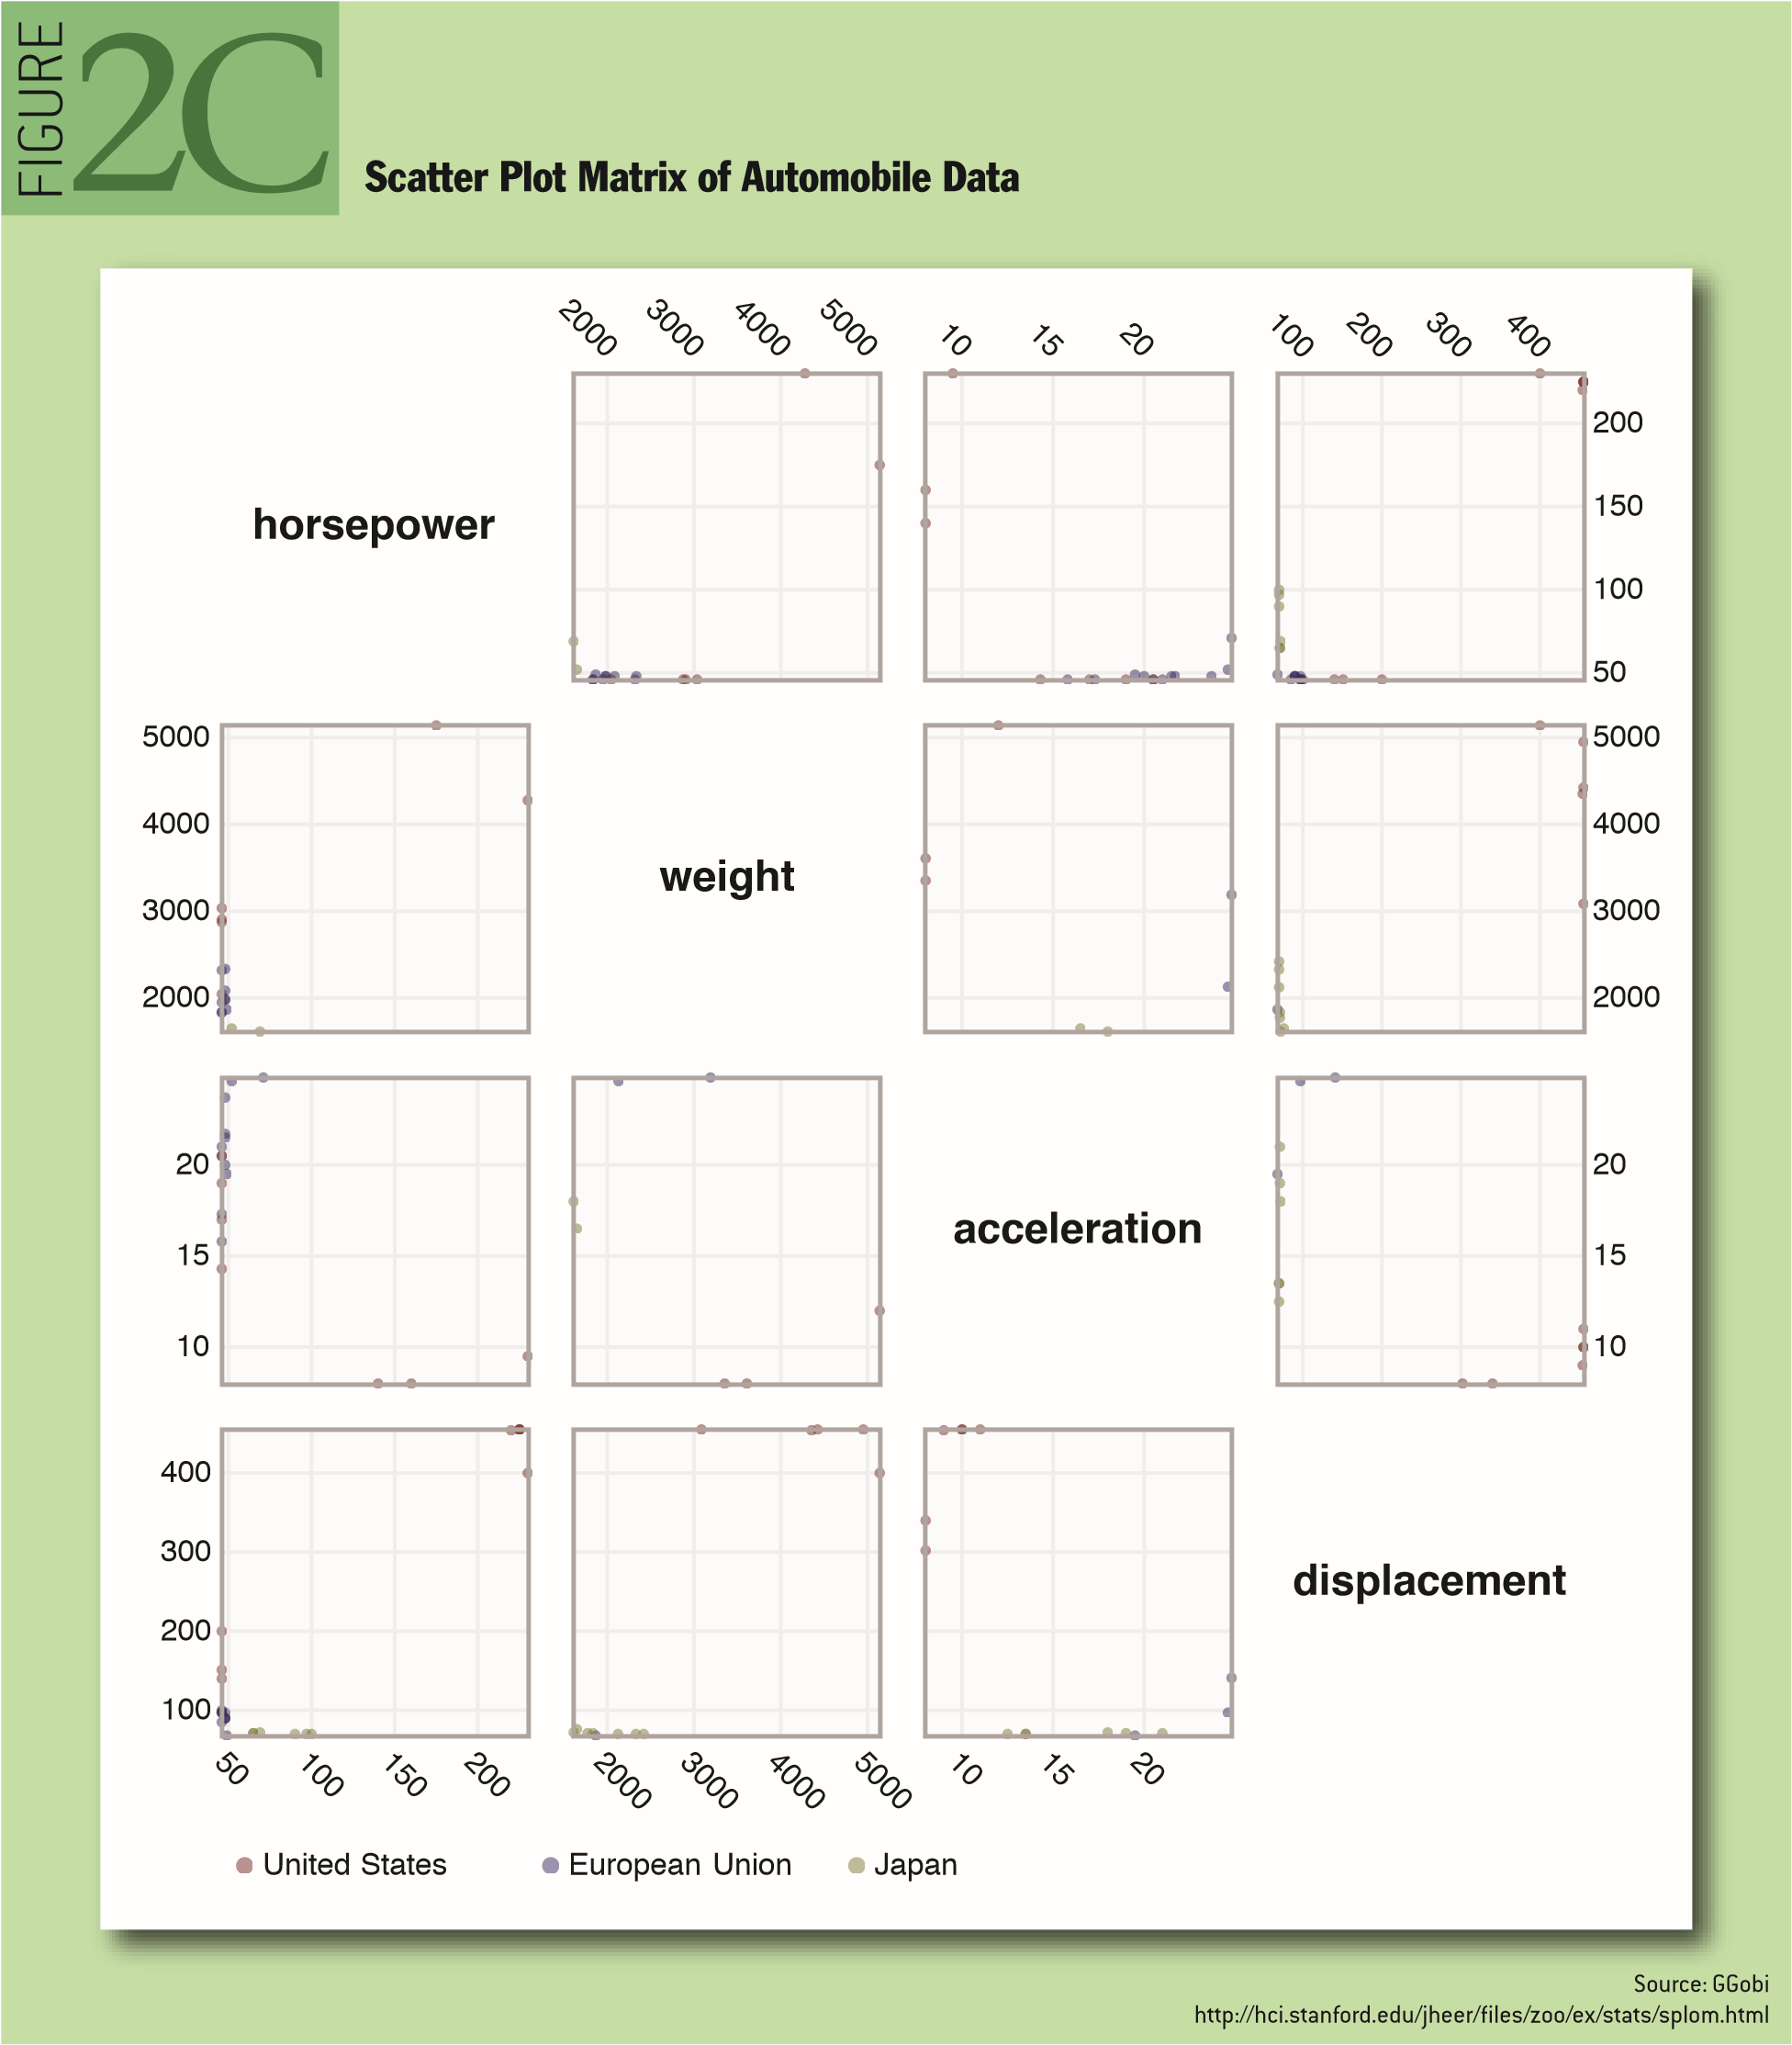 FIGURE 2C
Scatter Plot Matrix of Automobile Data
2000 3000 4000 5000 10 15 20 100 200 300 400
horsepower
200
150
100
50
weight
5000 5000
4000 4000
3000 3000
2000 2000
acceleration
20 20
15 15
10 10
displacement
400
300
200
100
50 100 150 200 2000 3000 4000 5000 10 15 20
United States European Union Japan
Source: GGobi
http://hci.stanford.edu/jheer/files/zoo/ex/stats/splom.html